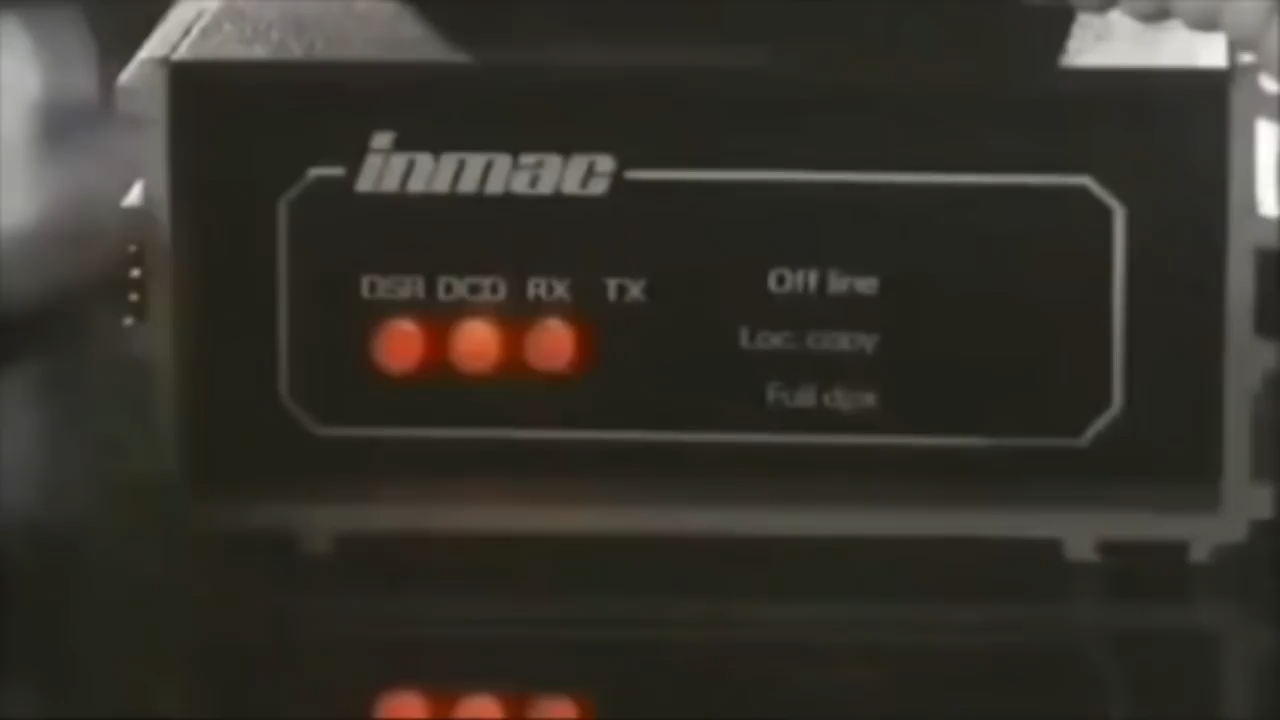 inmac
DSR DCD RX TX
Off line
Loc. copy
Full dpx